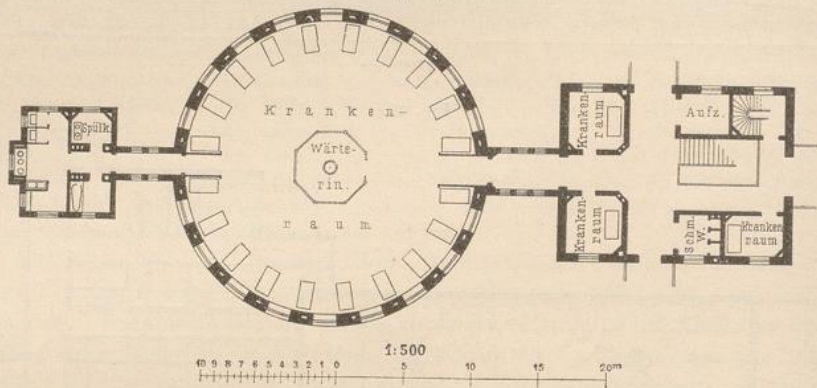 Spülk.
Kranken-
raum
Wärte-
rin.
Kranken
raum
Kranken-
raum
Aufz.
Schm.
W.
Kranken
raum
1:500
10 9 8 7 6 5 4 3 2 1 0 5 10 15 20m